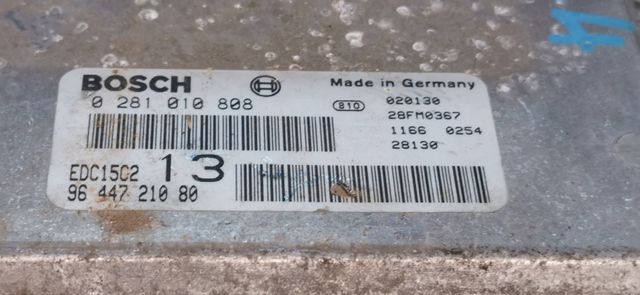 BOSCH
Made in Germany
0 281 010 808
810
020130
28FM0367
1166 0254
28130
EDC15C2
13
96 447 210 80